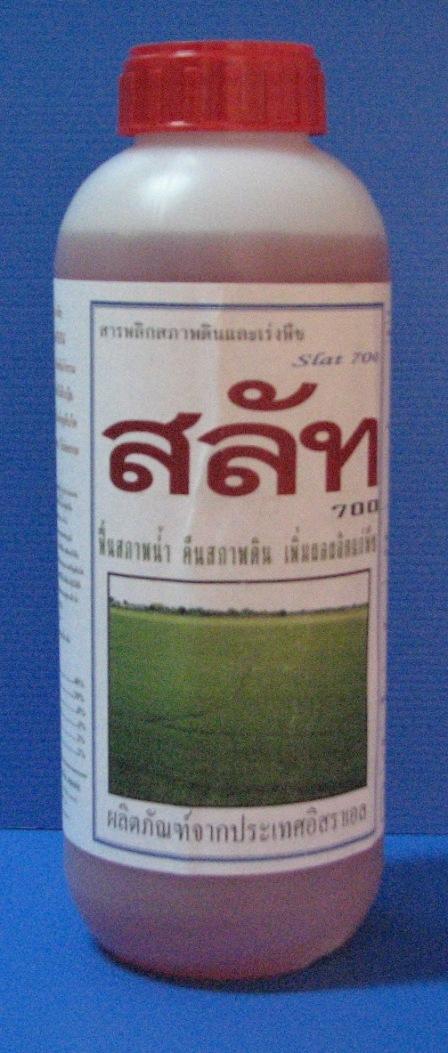 สารพลิกสภาพดินและเร่งพืช
Slat 700
สลัท
700
ฟื้นสภาพน้ำ คืนสภาพดิน เพิ่มผลผลิตแก่พืช
ผลิตภัณฑ์จากประเทศอิสราเอล